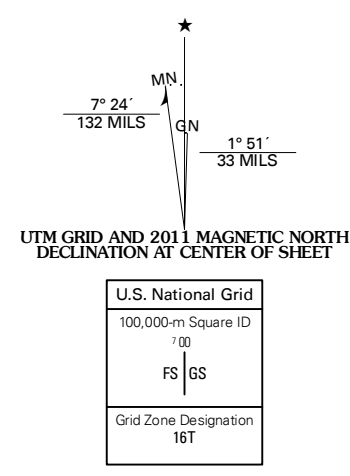 ★
MN
7° 24´
132 MILS
GN
1° 51´
33 MILS
UTM GRID AND 2011 MAGNETIC NORTH
DECLINATION AT CENTER OF SHEET
U.S. National Grid
100,000-m Square ID
7 00
FS GS
Grid Zone Designation
16T